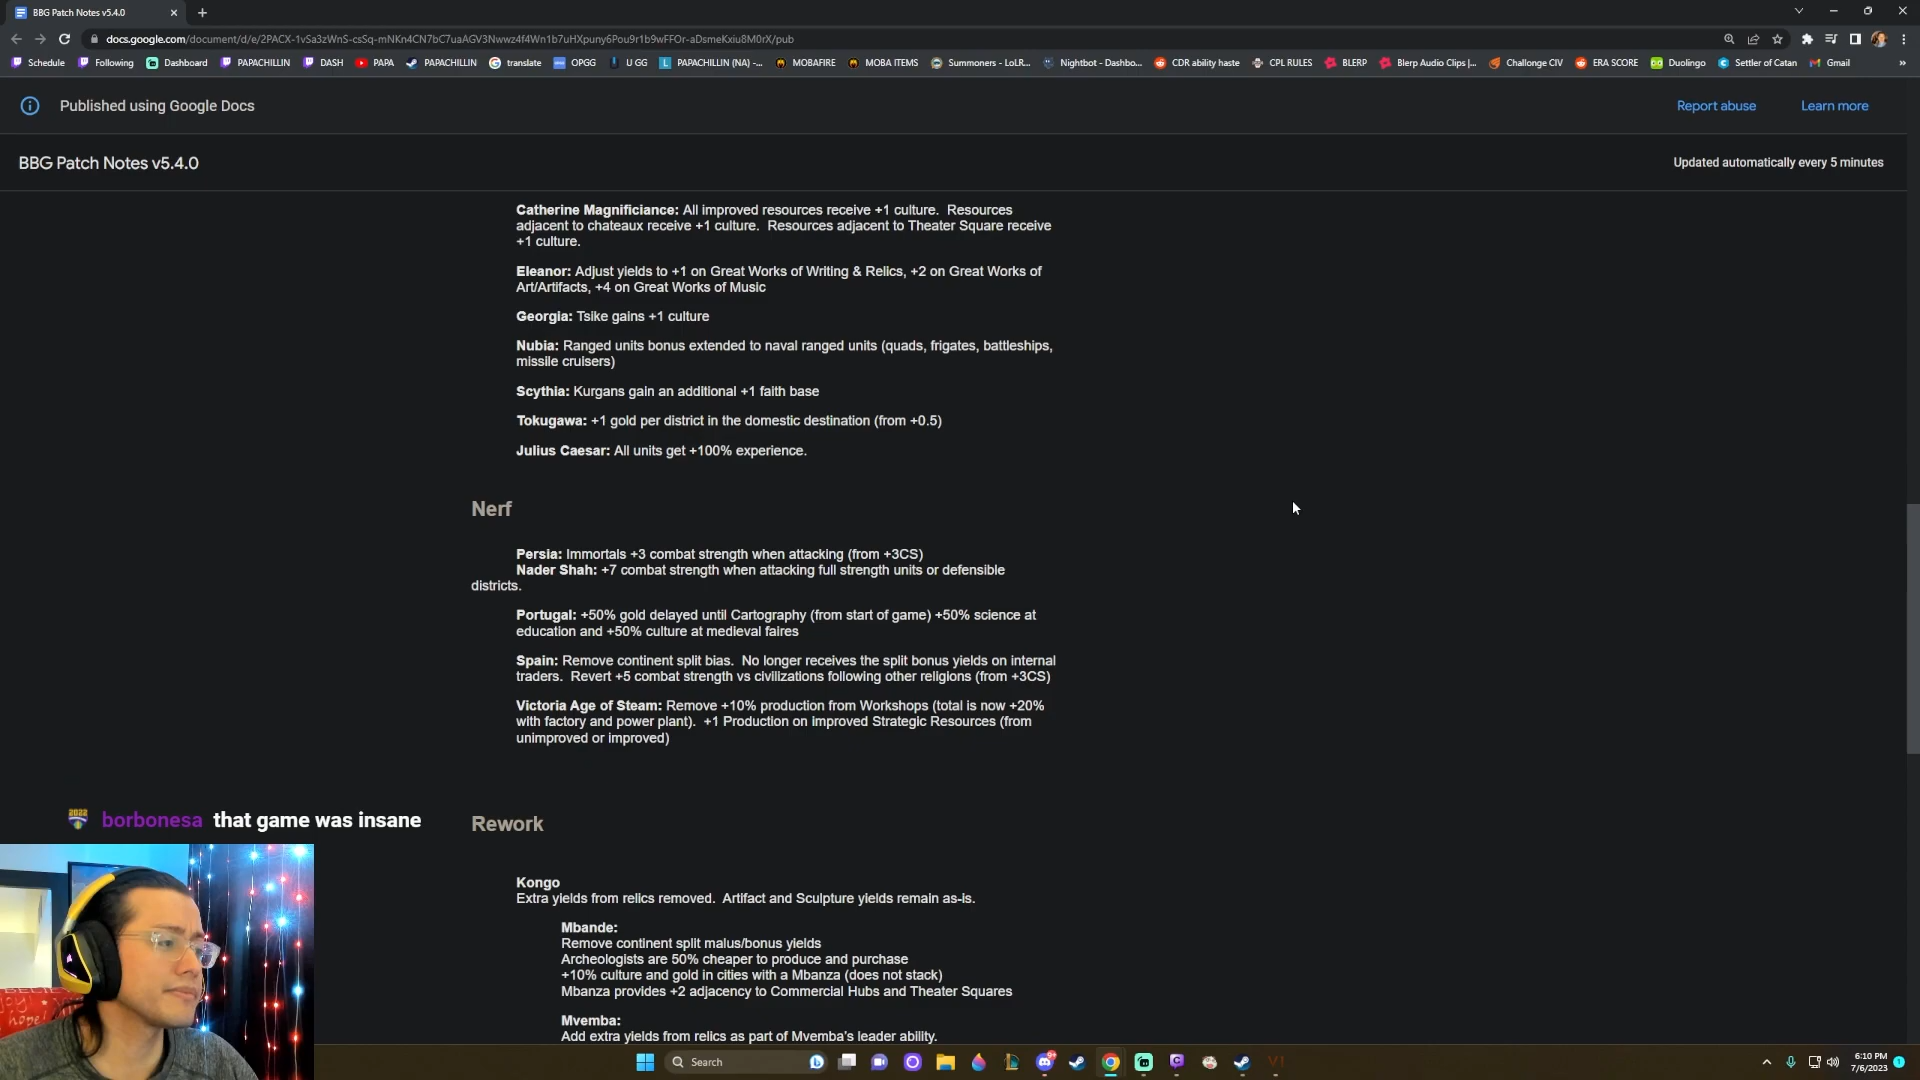 BBG Patch Notes v5.4.0
docs.google.com/document/d/e/2PACX-1vSa3zWnS-csSq-mNKn4CN7bC7uaAGV3Nwwz4f4Wn1b7uHXpuny6Pou9r1b9wFFOr-aDsmeKxiu8M0rX/pub
Schedule Following Dashboard PAPACHILLIN DASH PAPA PAPACHILLIN translate OPGG U GG PAPACHILLIN (NA) -... MOBAFIRE MOBA ITEMS Summoners - LoLR... Nightbot - Dashbo... CDR ability haste CPL RULES BLERP Blerp Audio Clips |... Challonge CIV ERA SCORE Duolingo Settler of Catan Gmail »
Published using Google Docs Report abuse Learn more
BBG Patch Notes v5.4.0 Updated automatically every 5 minutes
Catherine Magnificiance: All improved resources receive +1 culture. Resources
adjacent to chateaux receive +1 culture. Resources adjacent to Theater Square receive
+1 culture.
Eleanor: Adjust yields to +1 on Great Works of Writing & Relics, +2 on Great Works of
Art/Artifacts, +4 on Great Works of Music
Georgia: Tsike gains +1 culture
Nubia: Ranged units bonus extended to naval ranged units (quads, frigates, battleships,
missile cruisers)
Scythia: Kurgans gain an additional +1 faith base
Tokugawa: +1 gold per district in the domestic destination (from +0.5)
Julius Caesar: All units get +100% experience.
Nerf
Persia: Immortals +3 combat strength when attacking (from +3CS)
Nader Shah: +7 combat strength when attacking full strength units or defensible
districts.
Portugal: +50% gold delayed until Cartography (from start of game) +50% science at
education and +50% culture at medieval faires
Spain: Remove continent split bias. No longer receives the split bonus yields on internal
traders. Revert +5 combat strength vs civilizations following other religions (from +3CS)
Victoria Age of Steam: Remove +10% production from Workshops (total is now +20%
with factory and power plant). +1 Production on improved Strategic Resources (from
unimproved or improved)
2022 borbonesa that game was insane
Rework
Kongo
Extra yields from relics removed. Artifact and Sculpture yields remain as-is.
Mbande:
Remove continent split malus/bonus yields
Archeologists are 50% cheaper to produce and purchase
+10% culture and gold in cities with a Mbanza (does not stack)
Mbanza provides +2 adjacency to Commercial Hubs and Theater Squares
Mvemba:
Add extra yields from relics as part of Mvemba's leader ability.
Search
6:10 PM
7/6/2023